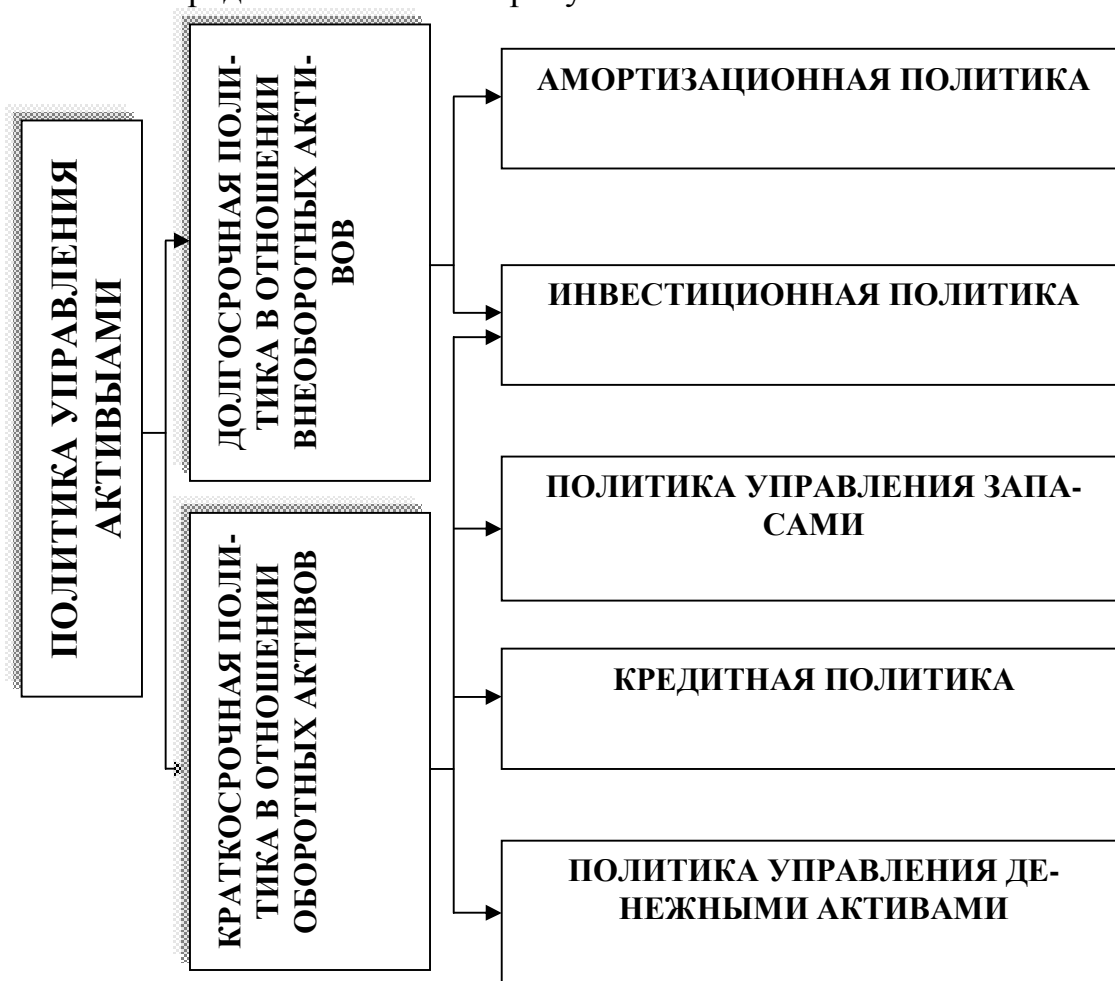 ПОЛИТИКА УПРАВЛЕНИЯ
АКТИВЫАМИ
ДОЛГОСРОЧНАЯ ПОЛИ-
ТИКА В ОТНОШЕНИИ
ВНЕОБОРОТНЫХ АКТИ-
ВОВ
КРАТКОСРОЧНАЯ ПОЛИ-
ТИКА В ОТНОШЕНИИ
ОБОРОТНЫХ АКТИВОВ
АМОРТИЗАЦИОННАЯ ПОЛИТИКА
ИНВЕСТИЦИОННАЯ ПОЛИТИКА
ПОЛИТИКА УПРАВЛЕНИЯ ЗАПА-
САМИ
КРЕДИТНАЯ ПОЛИТИКА
ПОЛИТИКА УПРАВЛЕНИЯ ДЕ-
НЕЖНЫМИ АКТИВАМИ